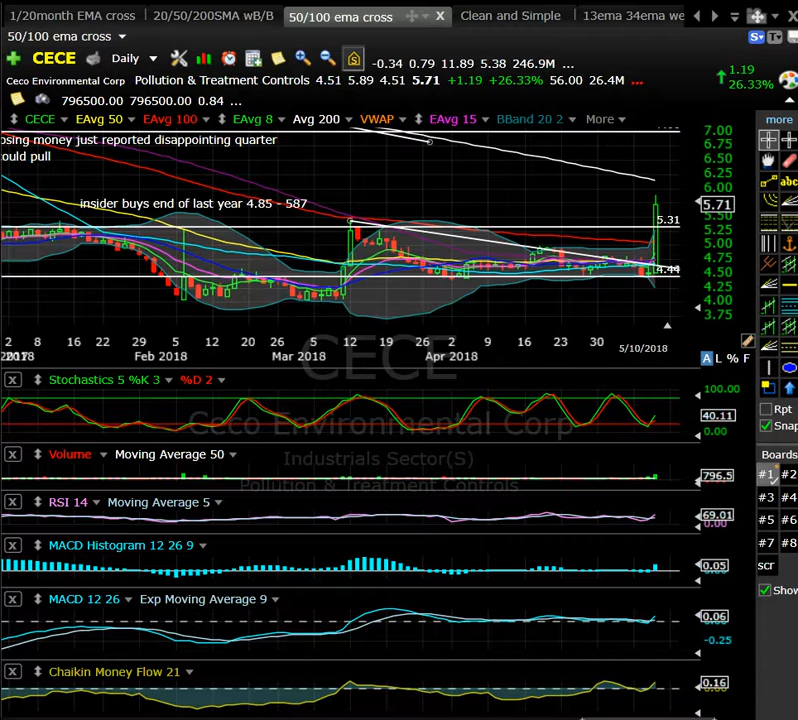 1/20month EMA cross 20/50/200SMA wB/B 50/100 ema cross X Clean and Simple 13ema 34ema we
50/100 ema cross
CECE Daily -0.34 0.79 11.89 5.38 246.9M ...
Ceco Environmental Corp Pollution & Treatment Controls 4.51 5.89 4.51 5.71 +1.19 +26.33% 56.00 26.4M ...
1.19
26.33%
796500.00 796500.00 0.84 ...
CECE EAvg 50 EAvg 100 EAvg 8 Avg 200 VWAP EAvg 15 BBand 20 2 More
more
osing money just reported disappointing quarter
ould pull
insider buys end of last year 4.85 - 587
7.00
6.75
6.50
6.25
6.00
5.71
5.31
5.25
5.00
4.75
4.50
4.44
4.25
4.00
3.75
abc
2 8 16 22 29 5 12 20 26 5 12 19 26 2 9 16 23 30
2018 Feb 2018 Mar 2018 Apr 2018 5/10/2018
A L % F
CECE
Ceco Environmental Corp
Industrials Sector(S)
Pollution & Treatment Controls
X Stochastics 5 %K 3 %D 2
100.00
40.11
0.00
X Volume Moving Average 50
796.5
X RSI 14 Moving Average 5
69.01
0.00
X MACD Histogram 12 26 9
0.05
X MACD 12 26 Exp Moving Average 9
0.06
-0.25
X Chaikin Money Flow 21
0.16
Rpt
Snap
Boards
#1 #2
#3 #4
#5 #6
#7 #8
scr
Show